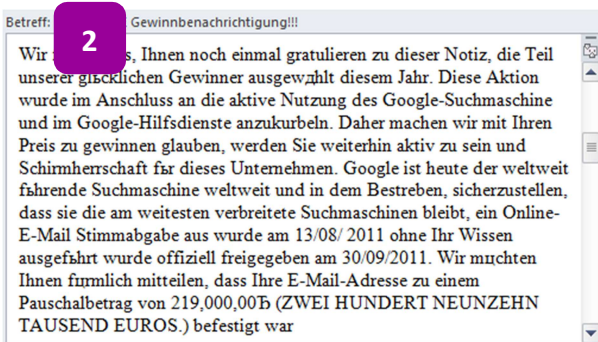 Betreff: Gewinnbenachrichtigung!!!
2
Wir s, Ihnen noch einmal gratulieren zu dieser Notiz, die Teil
unserer glьcklichen Gewinner ausgewдhlt diesem Jahr. Diese Aktion
wurde im Anschluss an die aktive Nutzung des Google-Suchmaschine
und im Google-Hilfsdienste anzukurbeln. Daher machen wir mit Ihren
Preis zu gewinnen glauben, werden Sie weiterhin aktiv zu sein und
Schirmherrschaft fьr dieses Unternehmen. Google ist heute der weltweit
fьhrende Suchmaschine weltweit und in dem Bestreben, sicherzustellen,
dass sie die am weitesten verbreitete Suchmaschinen bleibt, ein Online-
E-Mail Stimmabgabe aus wurde am 13/08/ 2011 ohne Ihr Wissen
ausgefьhrt wurde offiziell freigegeben am 30/09/2011. Wir mцchten
Ihnen fцrmlich mitteilen, dass Ihre E-Mail-Adresse zu einem
Pauschalbetrag von 219,000,00Ђ (ZWEI HUNDERT NEUNZEHN
TAUSEND EUROS.) befestigt war